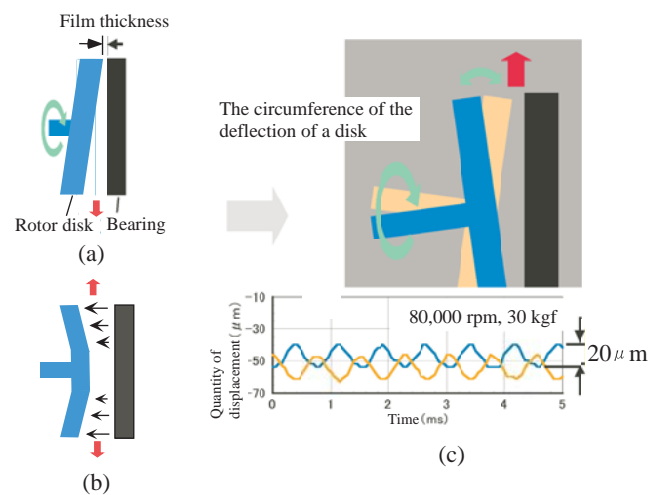 Film thickness
(a)
The circumference of the
deflection of a disk
Rotor disk
Bearing
(a)
(b)
-10
-30
-50
-70
Quantity of
displacement (μm)
80,000 rpm, 30 kgf
20μm
0
1
2
3
4
5
Time(ms)
(c)
(c)